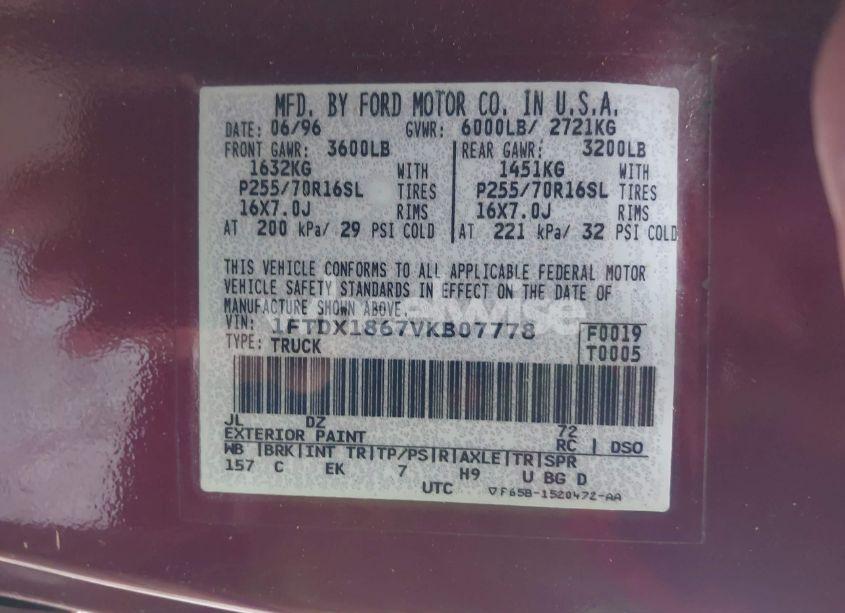 MFD. BY FORD MOTOR CO. IN U.S.A.
DATE: 06/96 GVWR: 6000LB/ 2721KG
FRONT GAWR: 3600LB REAR GAWR: 3200LB
1632KG WITH 1451KG WITH
P255/70R16SL TIRES P255/70R16SL TIRES
16X7.0J RIMS 16X7.0J RIMS
AT 200 kPa/ 29 PSI COLD AT 221 kPa/ 32 PSI COLD
THIS VEHICLE CONFORMS TO ALL APPLICABLE FEDERAL MOTOR
VEHICLE SAFETY STANDARDS IN EFFECT ON THE DATE OF
MANUFACTURE SHOWN ABOVE.
VIN: 1FTDX1867VKB07778 F0019
TYPE: TRUCK T0005
JL DZ 72
EXTERIOR PAINT RC DSO
WB BRK INT TR TP/PS R AXLE TR SPR
157 C EK 7 H9 U BG D
UTC F65B-1520472-AA